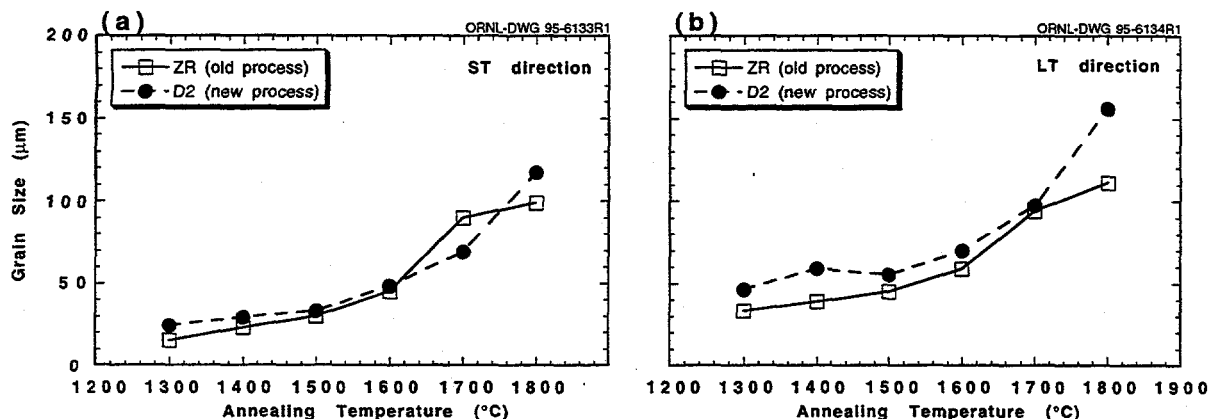 (a)
ORNL-DWG 95-6133R1
ZR (old process)
D2 (new process)
ST direction
Grain Size (μm)
200
150
100
50
0
1200 1300 1400 1500 1600 1700 1800
Annealing Temperature (°C)
(b)
ORNL-DWG 95-6134R1
ZR (old process)
D2 (new process)
LT direction
1200 1300 1400 1500 1600 1700 1800 1900
Annealing Temperature (°C)